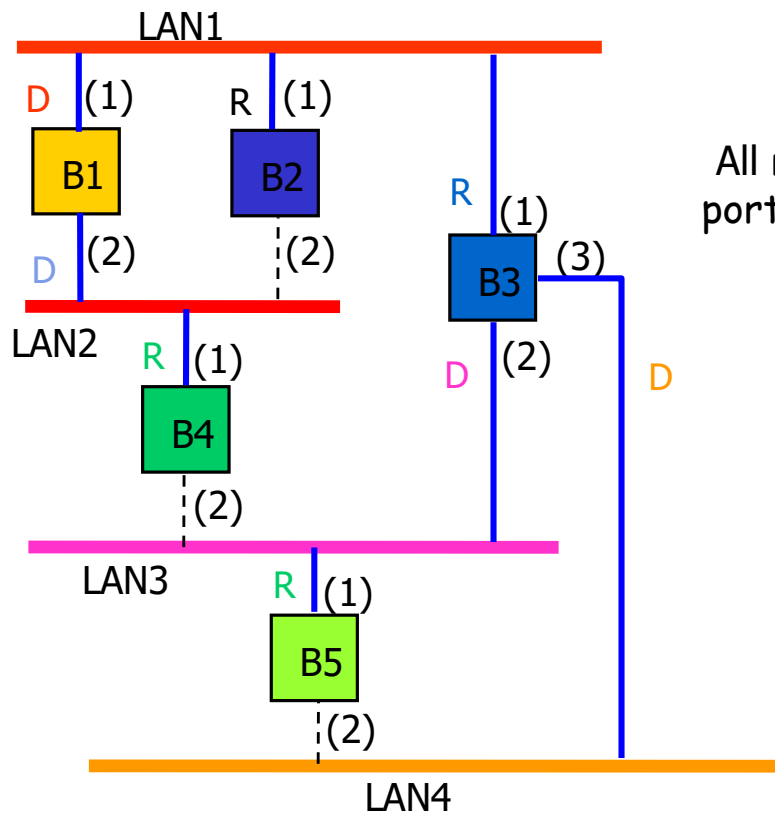 LAN1
D
(1)
R
(1)
B1
B2
All
port
R
(1)
D
(2)
(2)
B3
(3)
LAN2
R
(1)
D
(2)
D
B4
(2)
LAN3
R
(1)
B5
(2)
LAN4